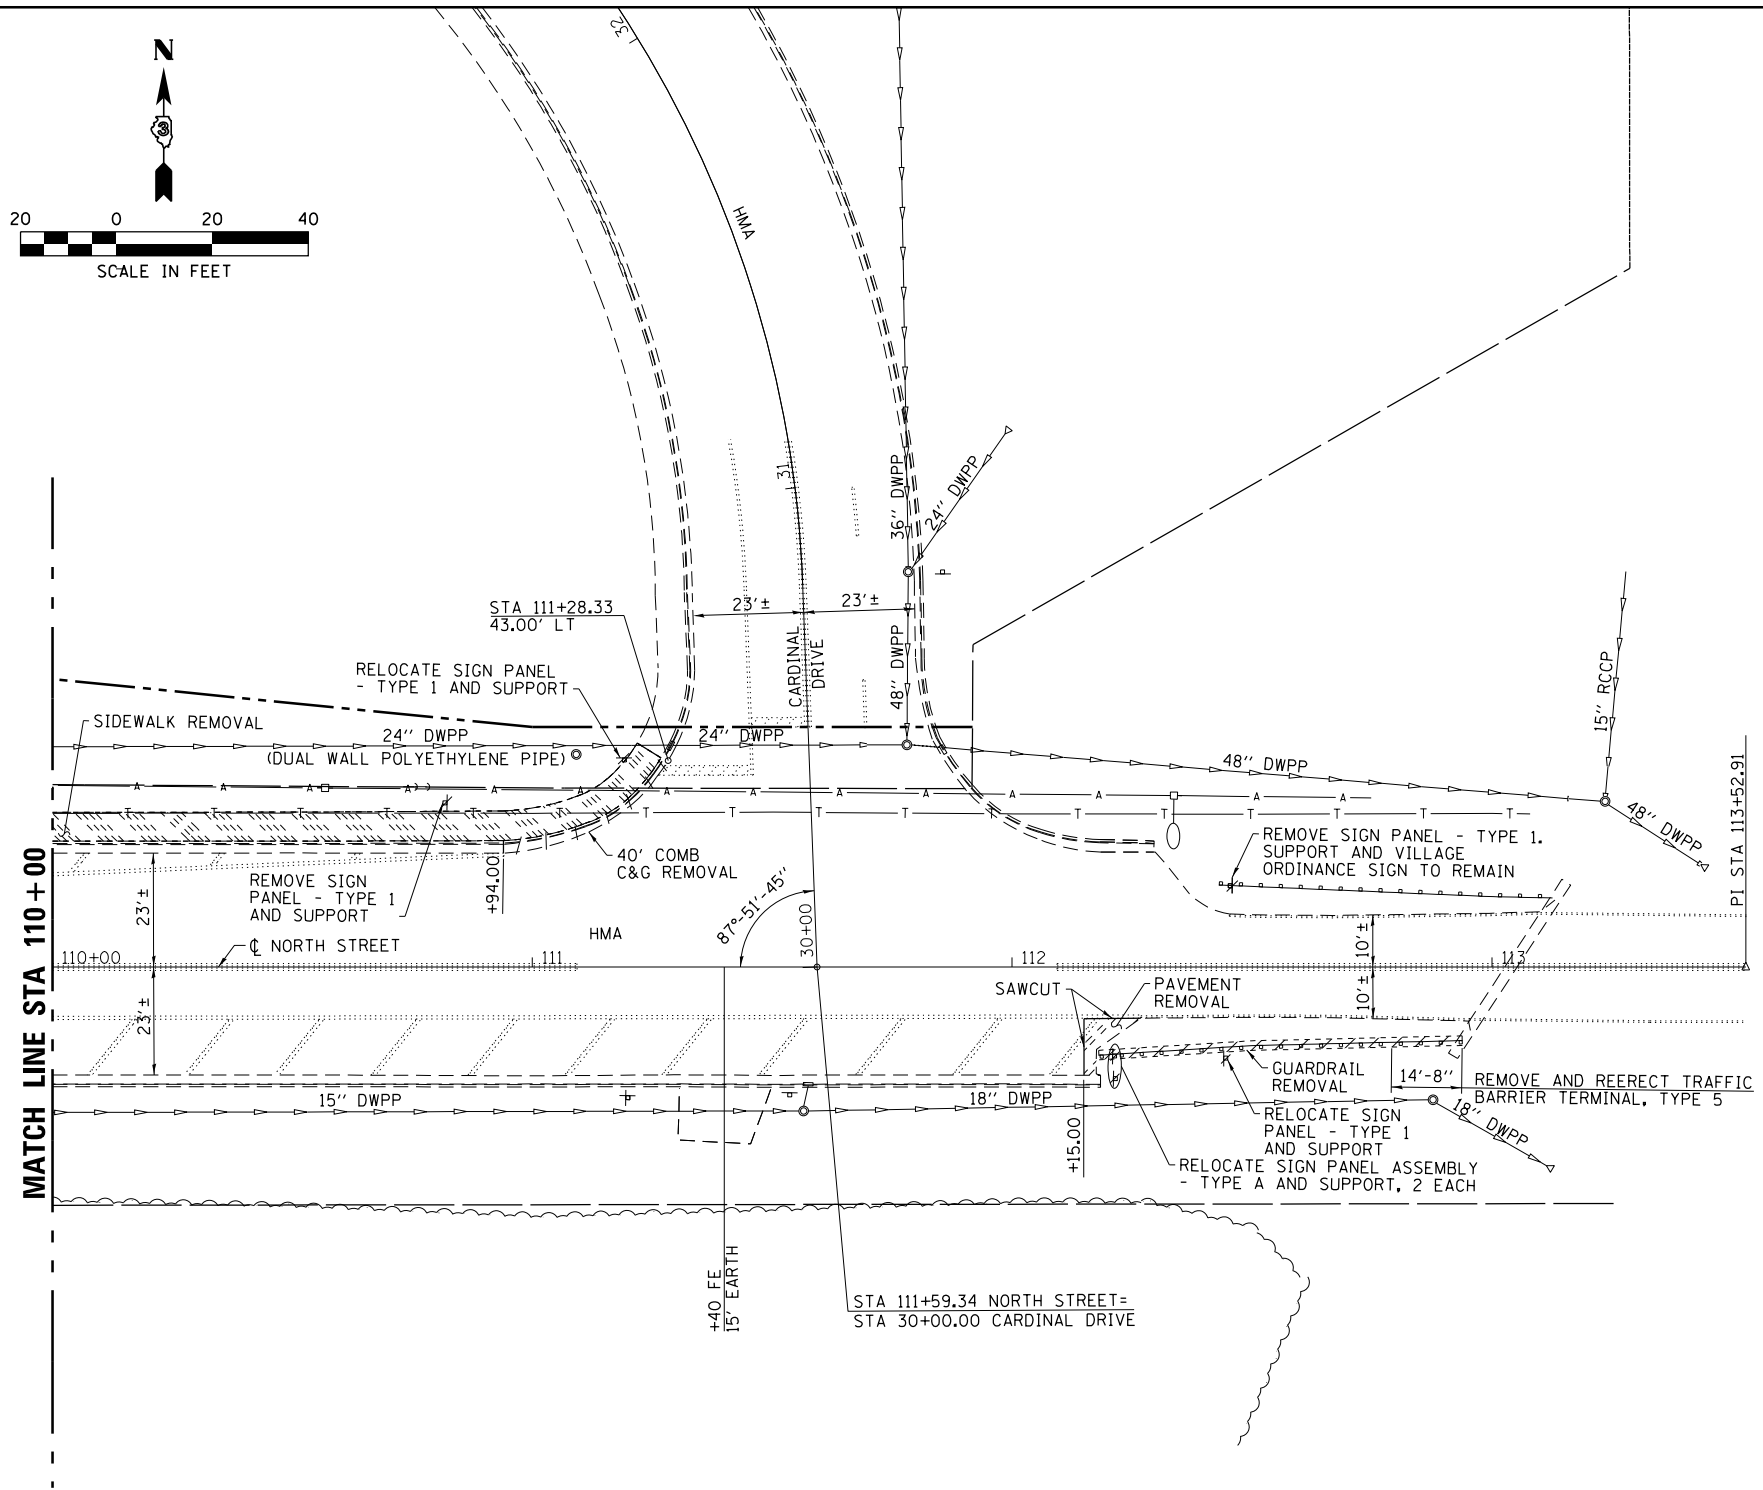 N
3
20 0 20 40
SCALE IN FEET
32
HMA
31
36" DWPP
24" DWPP
STA 111+28.33
43.00' LT
23'±
23'±
CARDINAL
DRIVE
48" DWPP
RELOCATE SIGN PANEL
- TYPE 1 AND SUPPORT
15" RCCP
SIDEWALK REMOVAL
24" DWPP
24" DWPP
(DUAL WALL POLYETHYLENE PIPE)
48" DWPP
A A A A A A A A A A A A A A
T T T T T T T T T T T T
48" DWPP
PI STA 113+52.91
REMOVE SIGN PANEL - TYPE 1.
SUPPORT AND VILLAGE
ORDINANCE SIGN TO REMAIN
40' COMB
C&G REMOVAL
REMOVE SIGN
PANEL - TYPE 1
AND SUPPORT
+94.00
87°-51'-45"
23'±
HMA
30+00
10'±
℄ NORTH STREET
MATCH LINE STA 110+00
110+00
111
112
113
23'±
SAWCUT
PAVEMENT
REMOVAL
10'±
GUARDRAIL
REMOVAL
14'-8"
REMOVE AND REERECT TRAFFIC
BARRIER TERMINAL, TYPE 5
15" DWPP
18" DWPP
18" DWPP
RELOCATE SIGN
PANEL - TYPE 1
AND SUPPORT
+15.00
RELOCATE SIGN PANEL ASSEMBLY
- TYPE A AND SUPPORT, 2 EACH
+40 FE
15' EARTH
STA 111+59.34 NORTH STREET=
STA 30+00.00 CARDINAL DRIVE